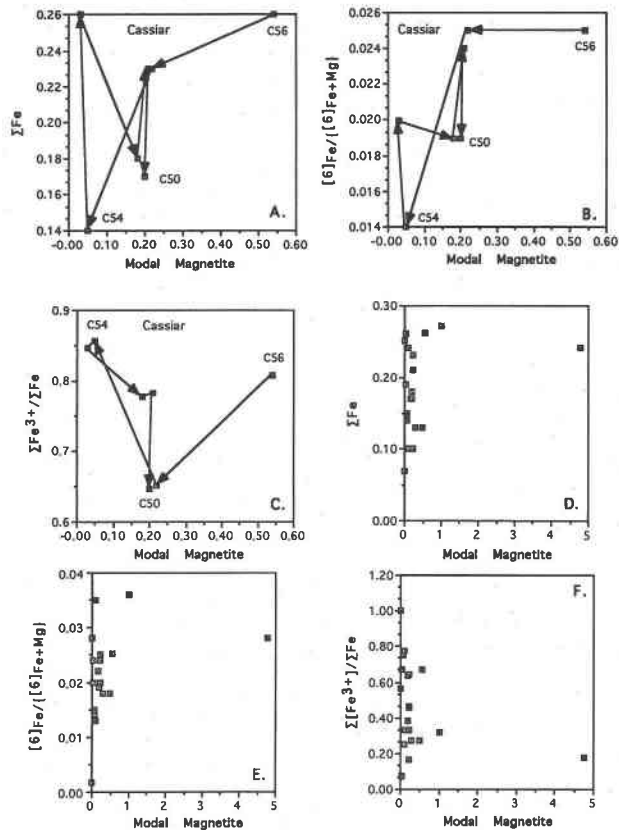 0.26
0.24
0.22
0.20
0.18
0.16
0.14
ΣFe
Cassiar
C56
C50
C54
A.
-0.00 0.10 0.20 0.30 0.40 0.50 0.60
Modal Magnetite
0.026
0.024
0.022
0.020
0.018
0.016
0.014
[6]Fe/([6]Fe+Mg)
Cassiar
C56
C50
C54
B.
-0.00 0.10 0.20 0.30 0.40 0.50 0.60
Modal Magnetite
0.9
0.8
0.7
0.6
ΣFe3+/ΣFe
C54
Cassiar
C56
C50
C.
-0.00 0.10 0.20 0.30 0.40 0.50 0.60
Modal Magnetite
0.30
0.20
0.10
0.00
ΣFe
D.
0 1 2 3 4 5
Modal Magnetite
0.04
0.03
0.02
0.01
0.00
[6]Fe/([6]Fe+Mg)
E.
0 1 2 3 4 5
Modal Magnetite
1.20
1.00
0.80
0.60
0.40
0.20
0.00
Σ[Fe3+]/ΣFe
F.
0 1 2 3 4 5
Modal Magnetite